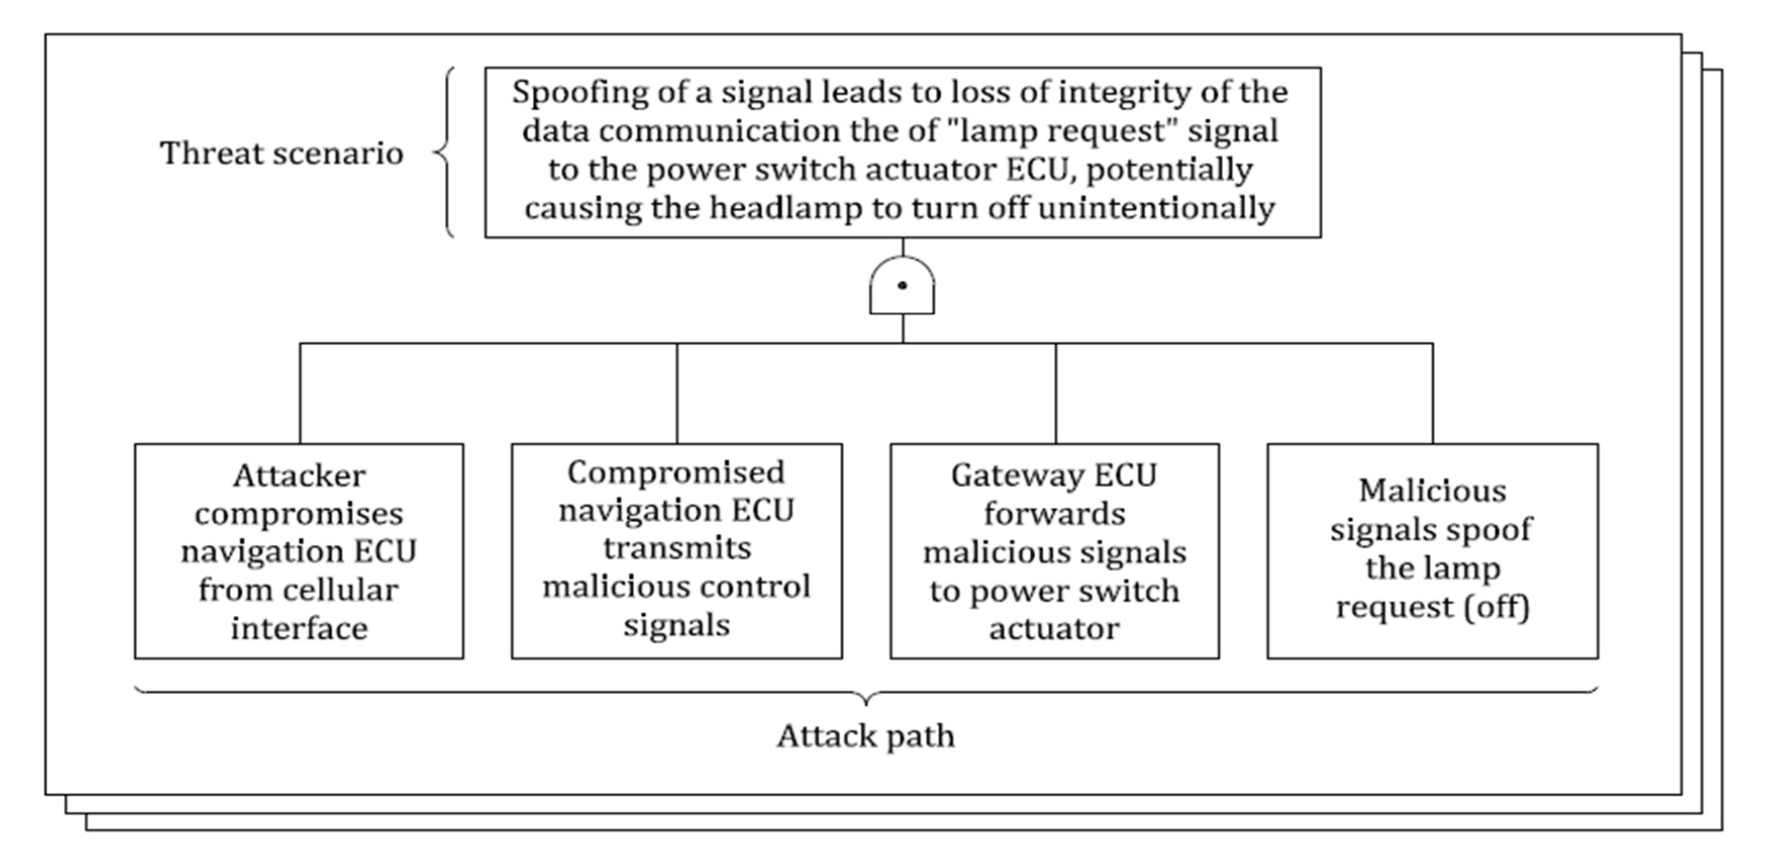 Spoofing of a signal leads to loss of integrity of the
data communication the of "lamp request" signal
to the power switch actuator ECU, potentially
causing the headlamp to turn off unintentionally
Threat scenario
Attacker
compromises
navigation ECU
from cellular
interface
Compromised
navigation ECU
transmits
malicious control
signals
Gateway ECU
forwards
malicious signals
to power switch
actuator
Malicious
signals spoof
the lamp
request (off)
Attack path